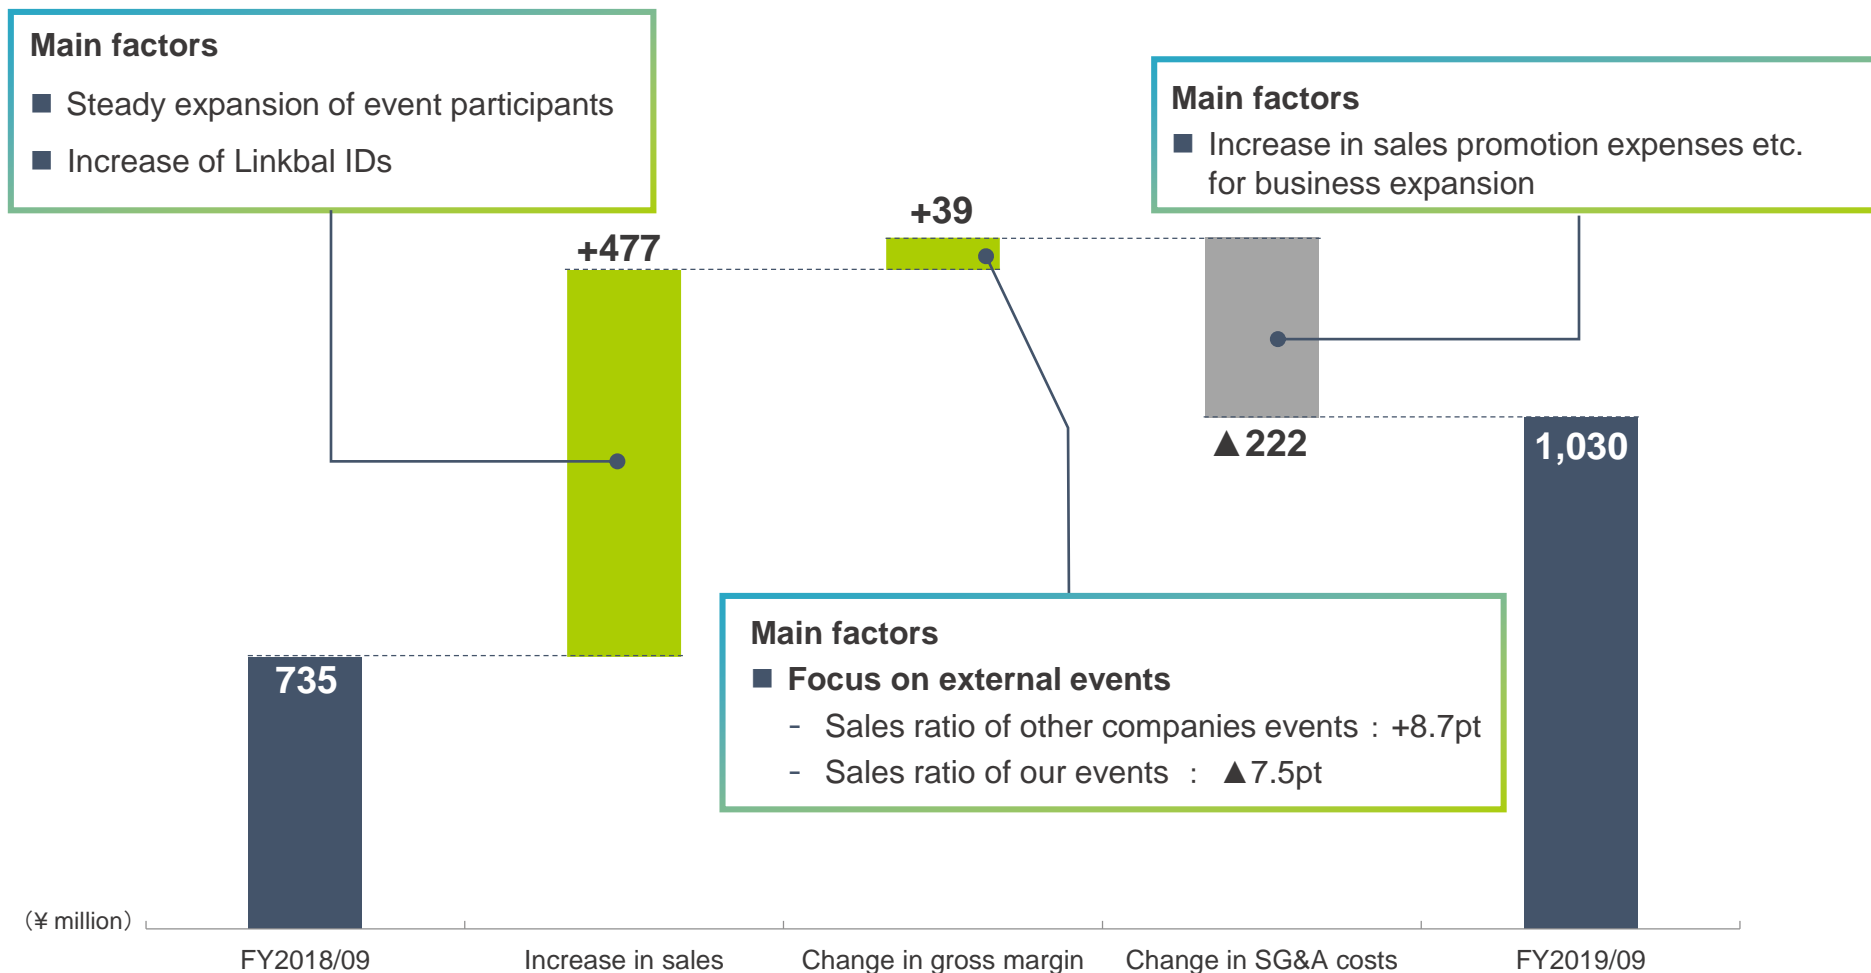 Main factors
■ Steady expansion of event participants
■ Increase of Linkbal IDs
Main factors
■ Increase in sales promotion expenses etc.
for business expansion
+477
+39
▲222
1,030
735
Main factors
■ Focus on external events
- Sales ratio of other companies events : +8.7pt
- Sales ratio of our events : ▲7.5pt
(¥ million)
FY2018/09
Increase in sales
Change in gross margin
Change in SG&A costs
FY2019/09